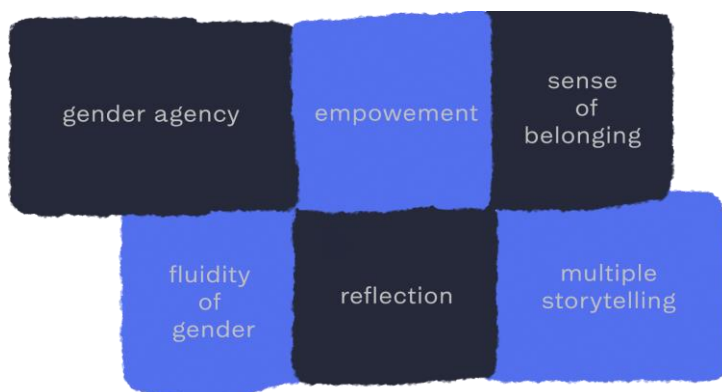 gender agency
empowement
sense
of
belonging
fluidity
of
gender
reflection
multiple
storytelling